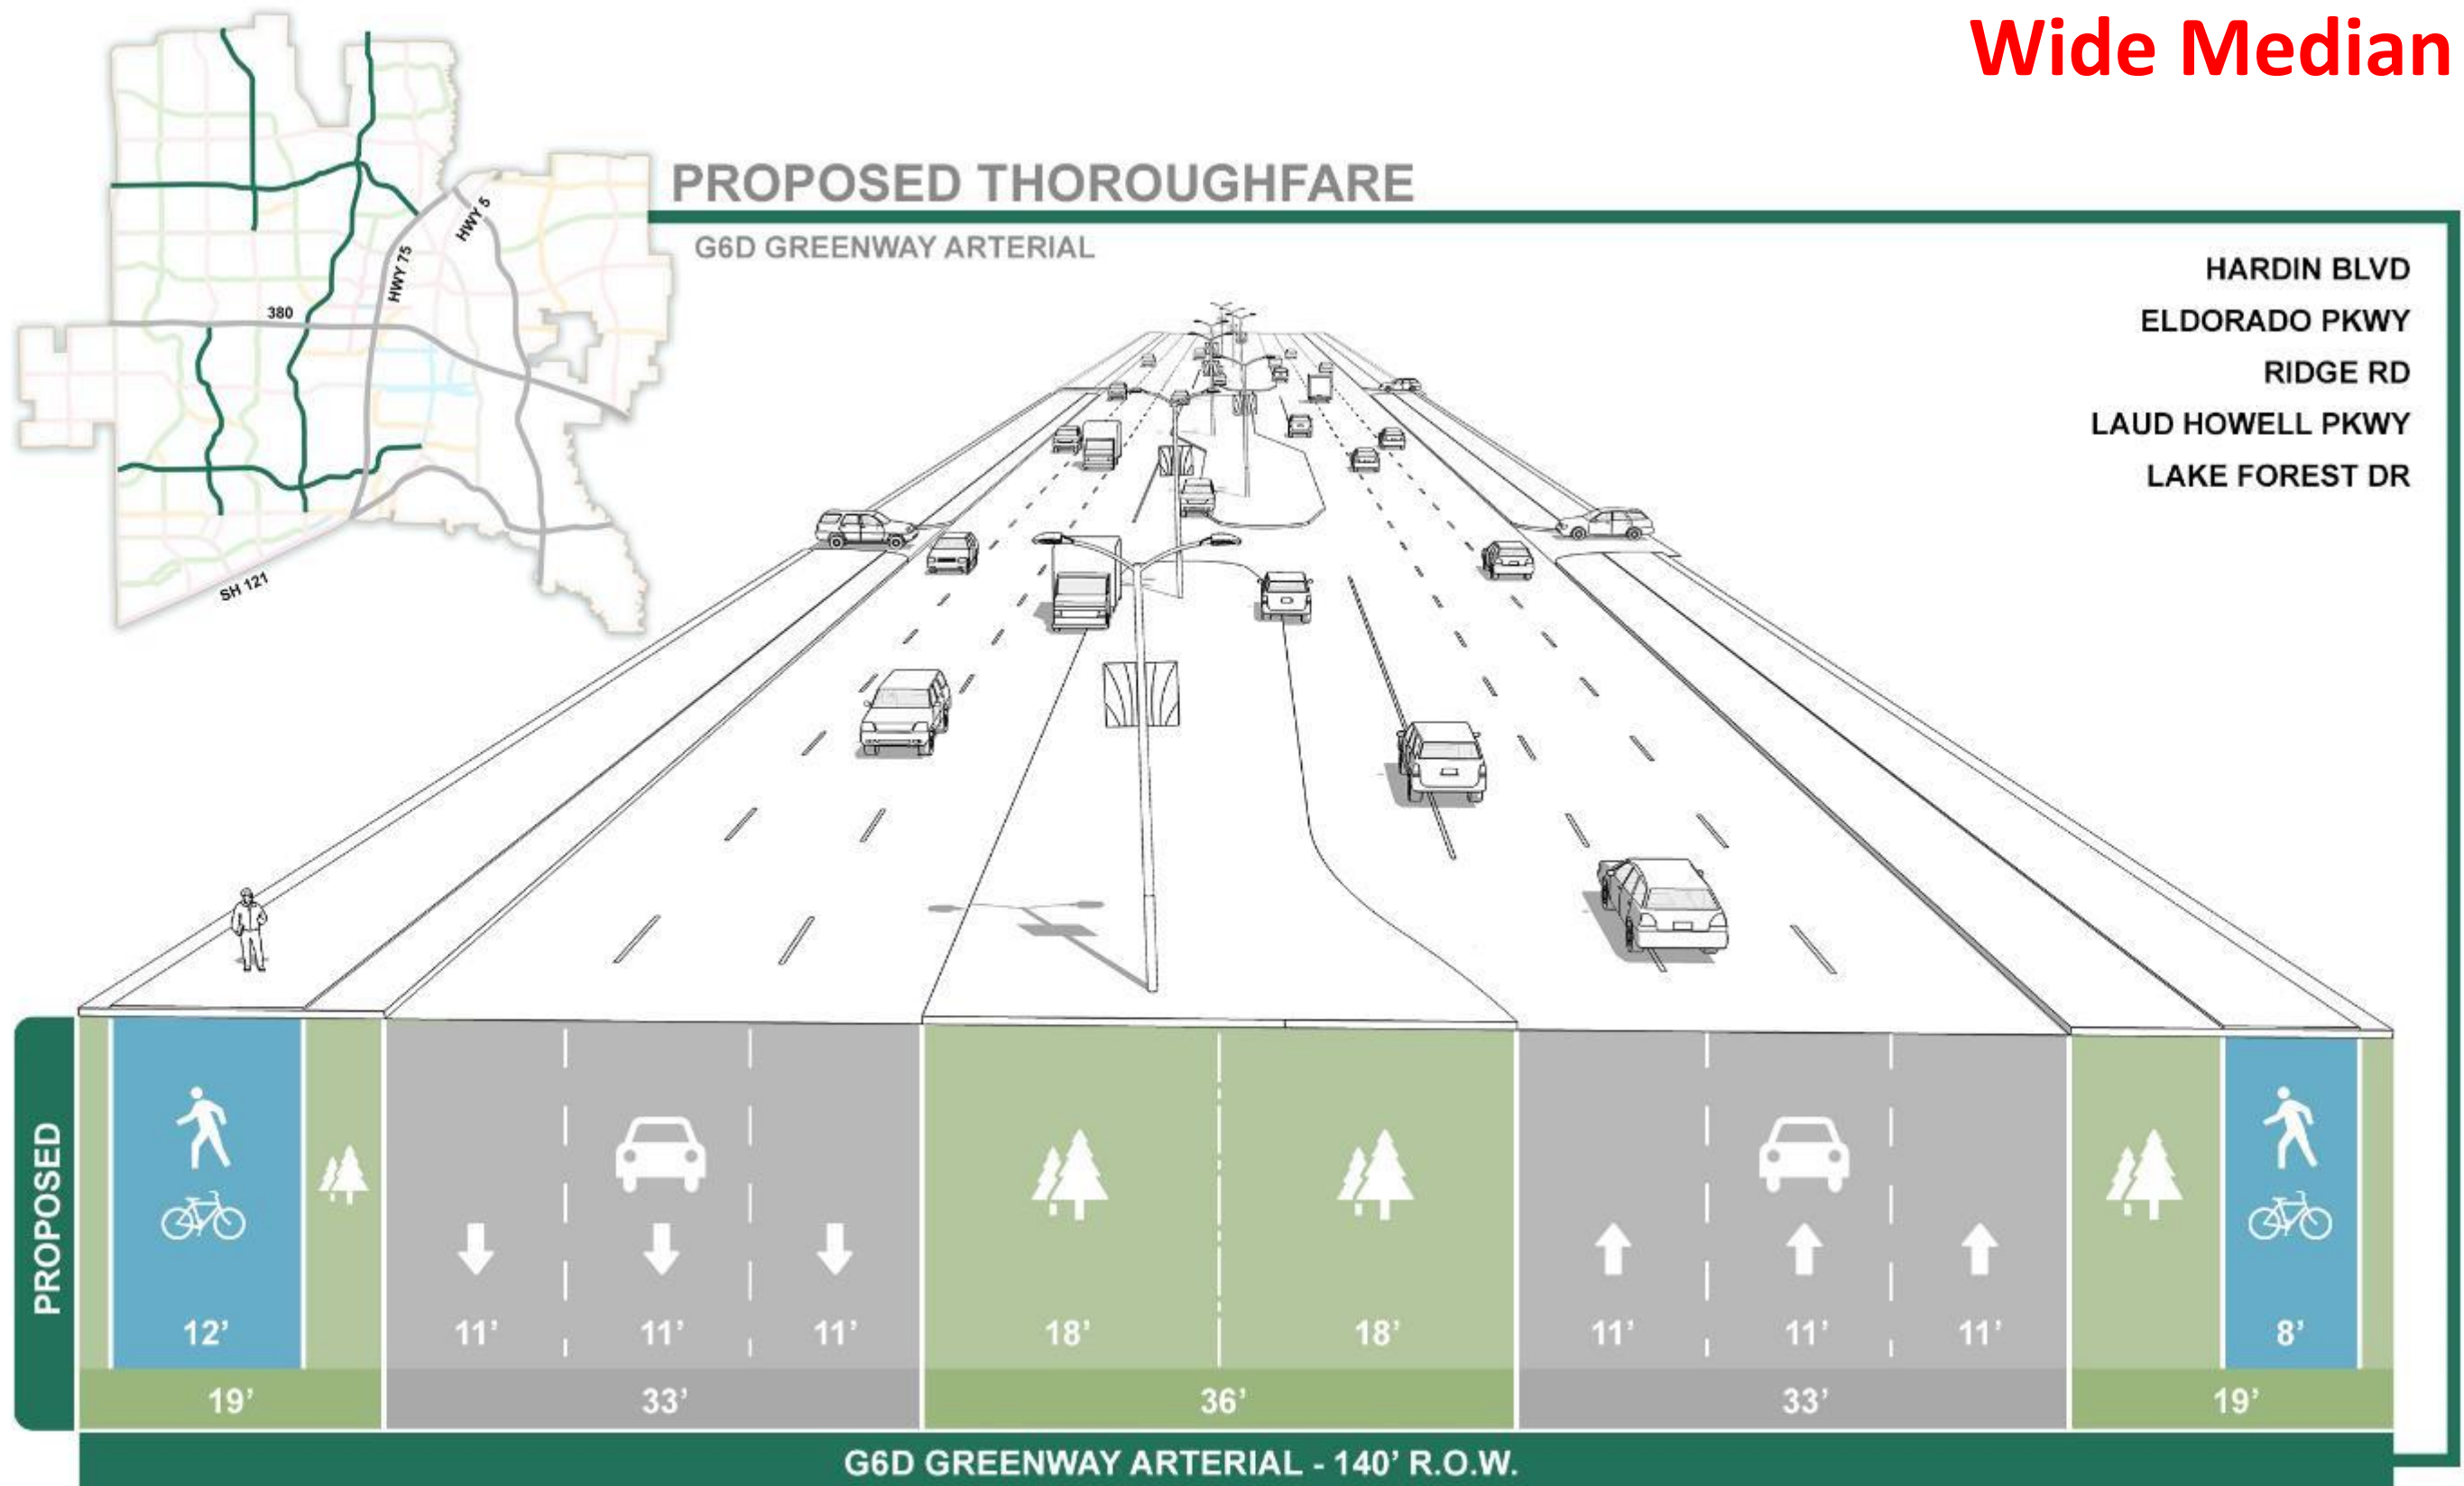 Wide Median
PROPOSED THOROUGHFARE
G6D GREENWAY ARTERIAL
HARDIN BLVD
ELDORADO PKWY
RIDGE RD
LAUD HOWELL PKWY
LAKE FOREST DR
HWY 5
HWY 75
380
SH 121
PROPOSED
12' 11' 11' 11' 18' 18' 11' 11' 11' 8'
19' 33' 36' 33' 19'
G6D GREENWAY ARTERIAL - 140' R.O.W.